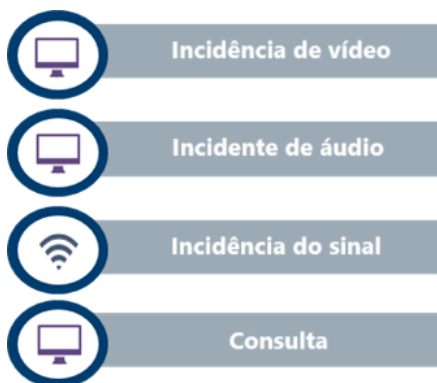 Incidência de vídeo
Incidente de áudio
Incidência do sinal
Consulta